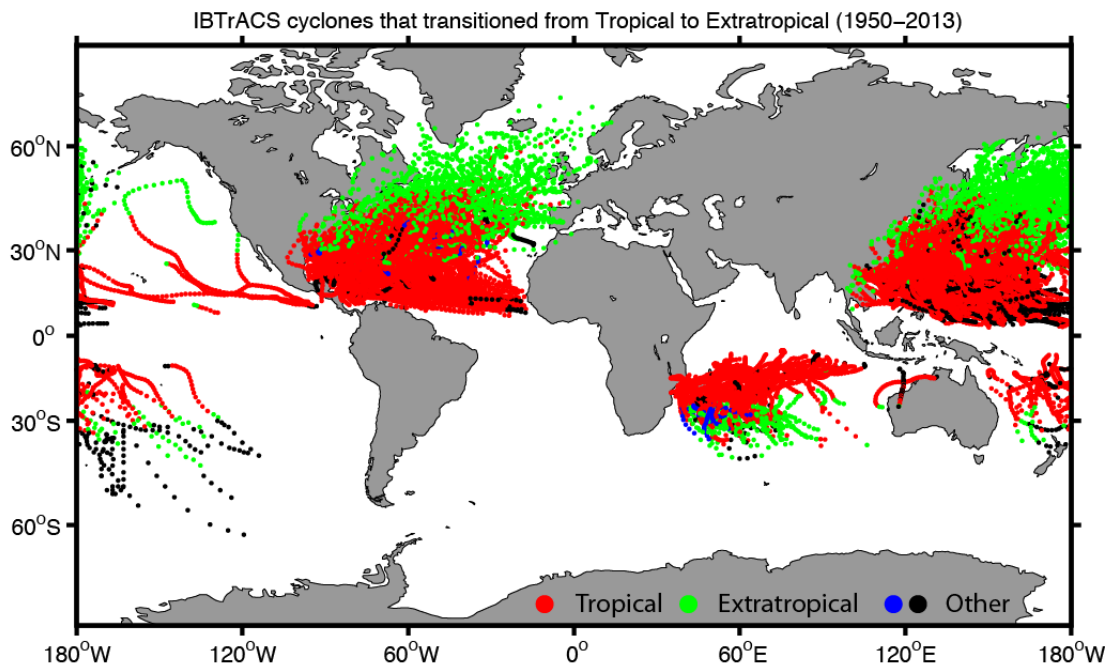 IBTrACS cyclones that transitioned from Tropical to Extratropical (1950–2013)
60°N
30°N
0°
30°S
60°S
Tropical Extratropical Other
180°W 120°W 60°W 0° 60°E 120°E 180°W